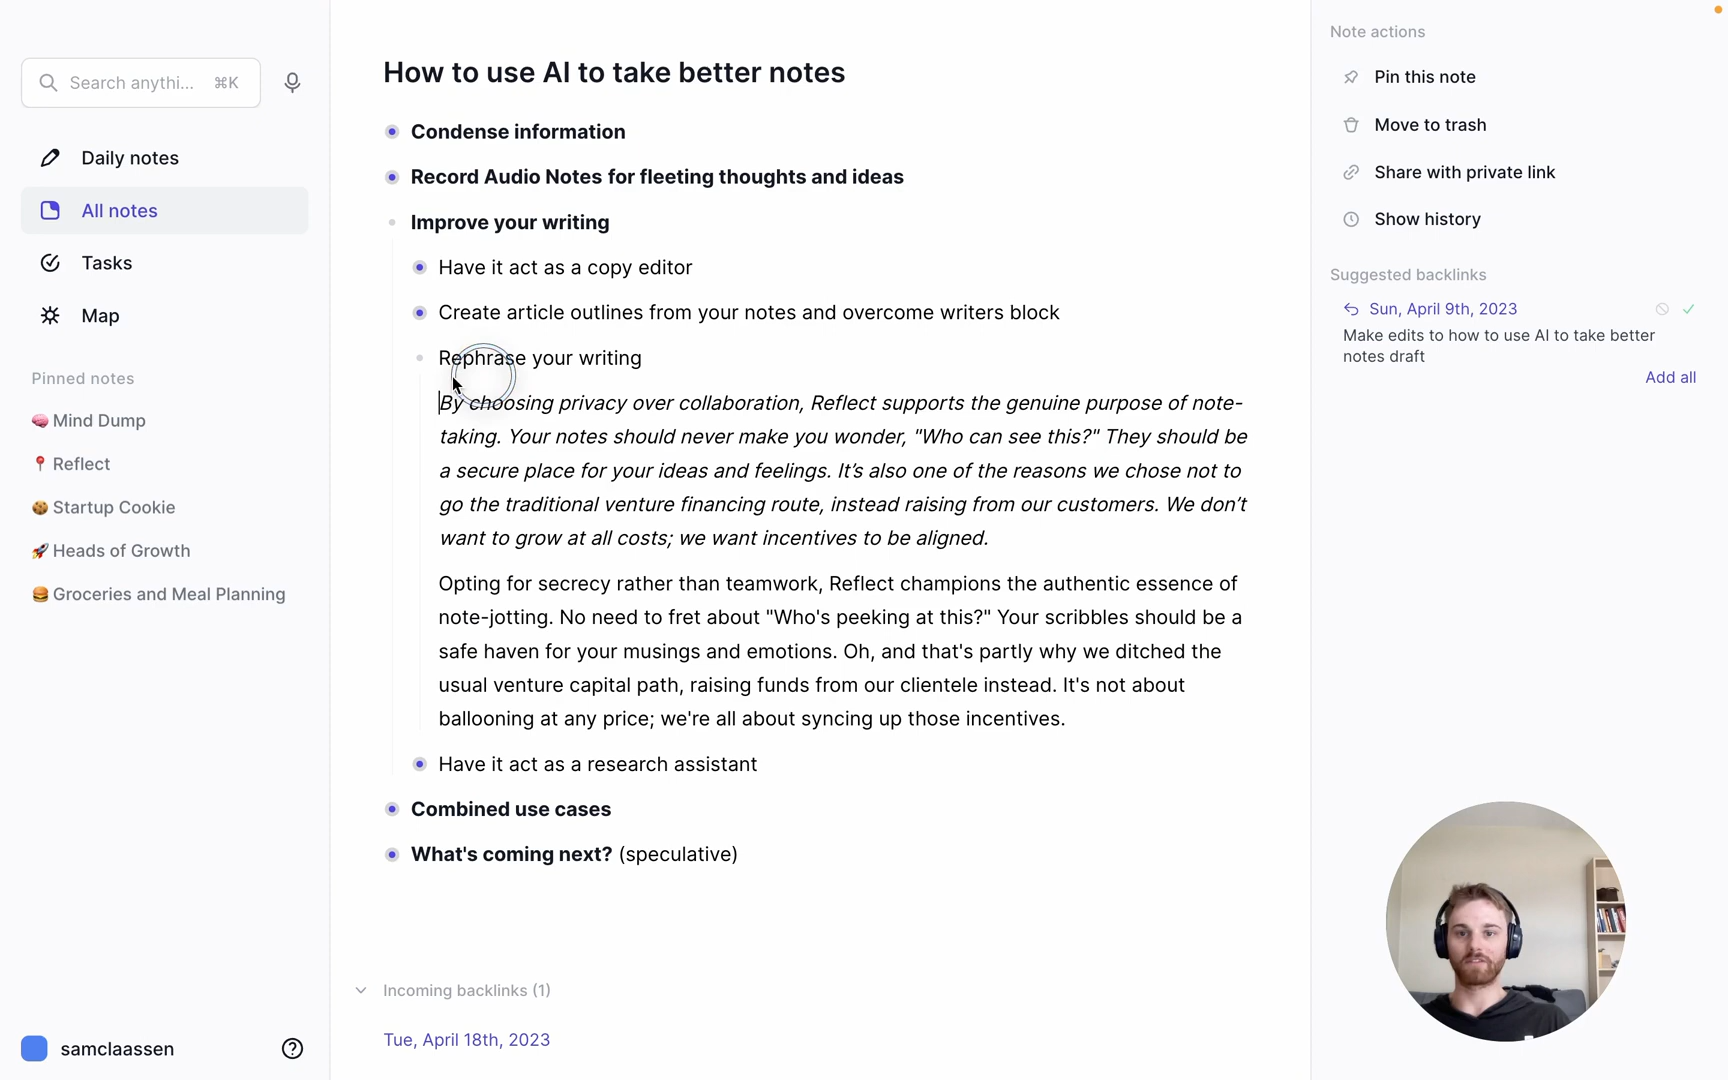 Search anythi... ⌘K
Daily notes
All notes
Tasks
Map
Pinned notes
🧠 Mind Dump
📍 Reflect
🍪 Startup Cookie
🚀 Heads of Growth
🍔 Groceries and Meal Planning
samclaassen
How to use AI to take better notes
Condense information
Record Audio Notes for fleeting thoughts and ideas
Improve your writing
Have it act as a copy editor
Create article outlines from your notes and overcome writers block
Rephrase your writing
By choosing privacy over collaboration, Reflect supports the genuine purpose of note-
taking. Your notes should never make you wonder, "Who can see this?" They should be
a secure place for your ideas and feelings. It’s also one of the reasons we chose not to
go the traditional venture financing route, instead raising from our customers. We don’t
want to grow at all costs; we want incentives to be aligned.
Opting for secrecy rather than teamwork, Reflect champions the authentic essence of
note-jotting. No need to fret about "Who's peeking at this?" Your scribbles should be a
safe haven for your musings and emotions. Oh, and that's partly why we ditched the
usual venture capital path, raising funds from our clientele instead. It's not about
ballooning at any price; we're all about syncing up those incentives.
Have it act as a research assistant
Combined use cases
What's coming next? (speculative)
Incoming backlinks (1)
Tue, April 18th, 2023
Note actions
Pin this note
Move to trash
Share with private link
Show history
Suggested backlinks
Sun, April 9th, 2023
Make edits to how to use AI to take better
notes draft
Add all